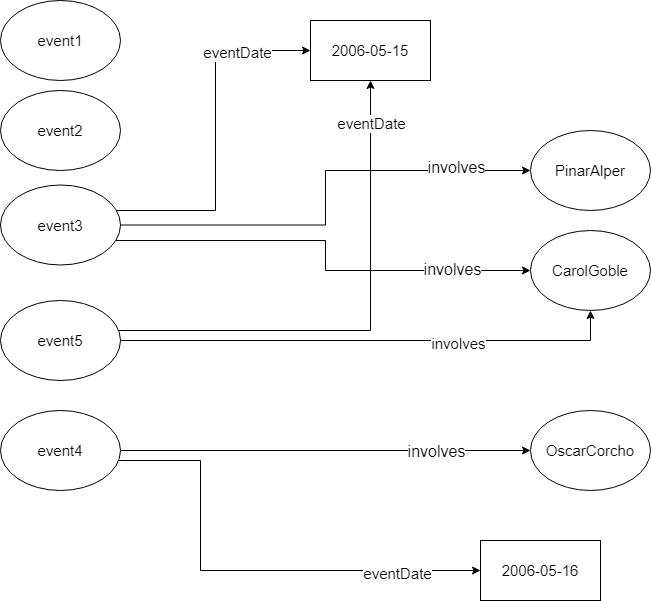 event1
eventDate
2006-05-15
eventDate
event2
involves
PinarAlper
event3
involves
CarolGoble
event5
involves
event4
involves
OscarCorcho
eventDate
2006-05-16